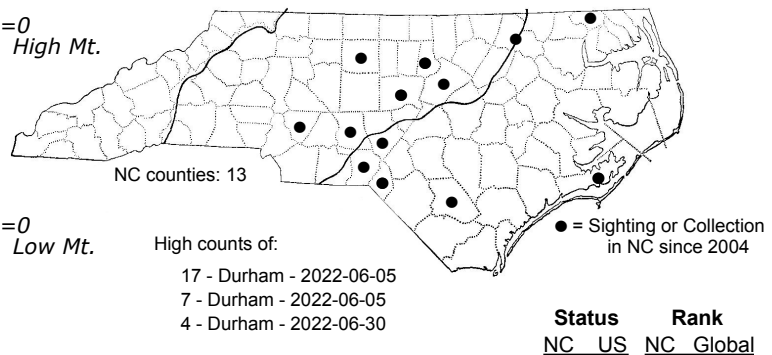 =0
High Mt.
NC counties: 13
=0
Low Mt.
High counts of:
17 - Durham - 2022-06-05
7 - Durham - 2022-06-05
4 - Durham - 2022-06-30
● = Sighting or Collection
in NC since 2004
Status Rank
NC US NC Global